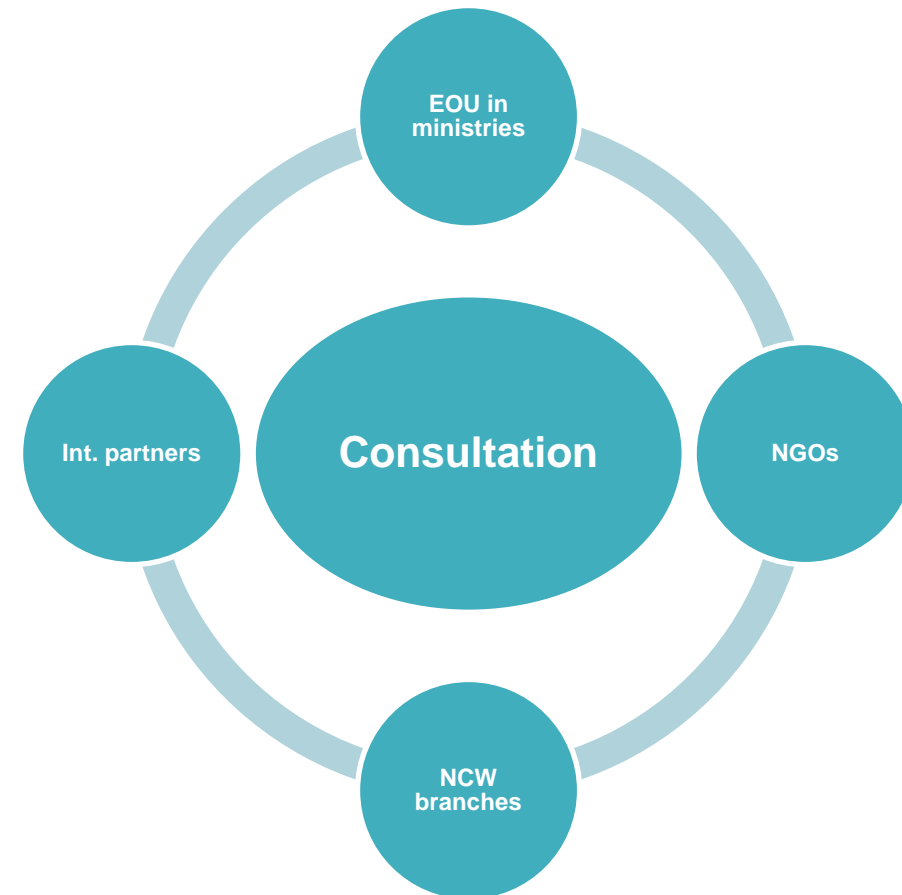 EOU in
ministries
Int. partners
Consultation
NGOs
NCW
branches